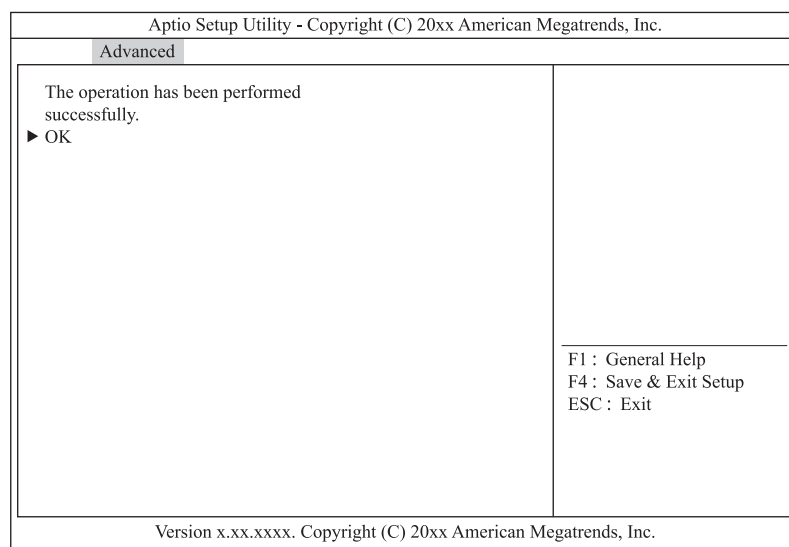 Aptio Setup Utility - Copyright (C) 20xx American Megatrends, Inc.
Advanced
The operation has been performed
successfully.
▶ OK
F1 : General Help
F4 : Save & Exit Setup
ESC : Exit
Version x.xx.xxxx. Copyright (C) 20xx American Megatrends, Inc.